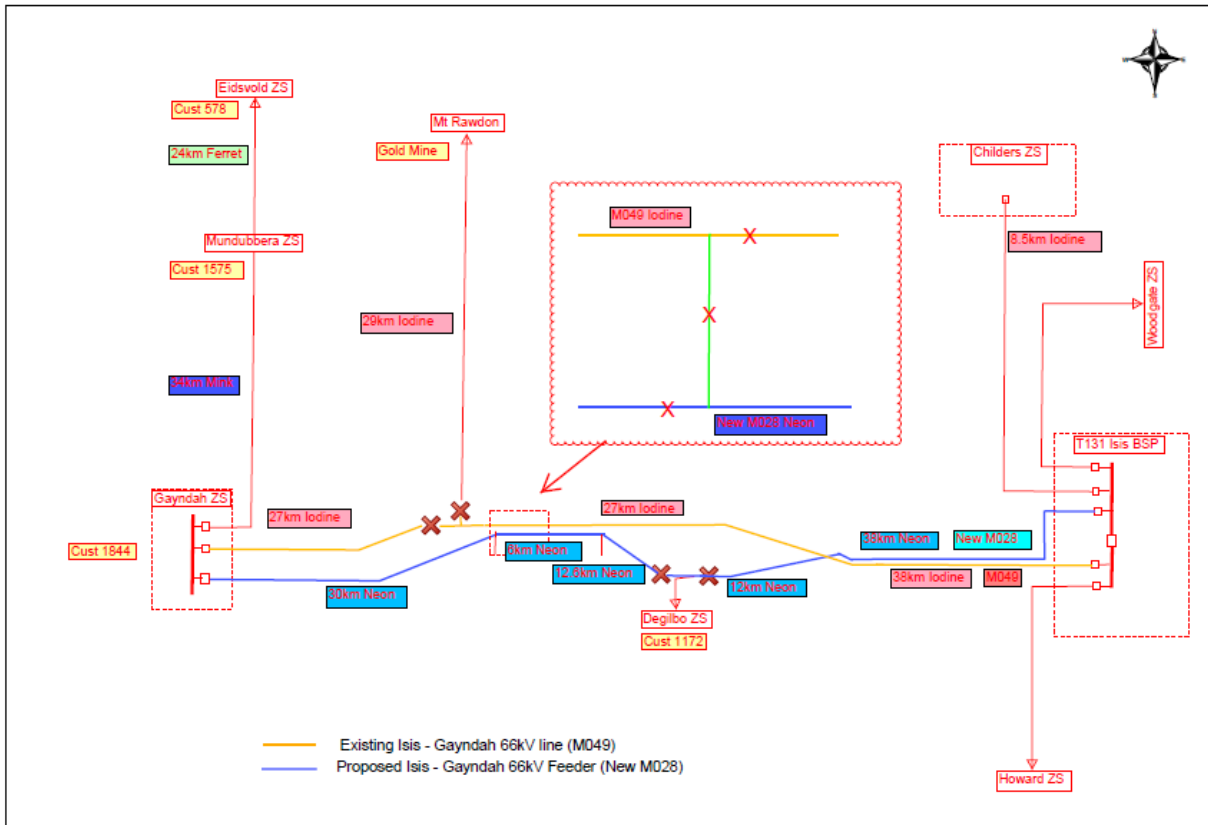 Eidsvold ZS
Cust 578
24km Ferret
Mundubbera ZS
Cust 1575
34km Mink
Mt Rawdon
Gold Mine
29km Iodine
M049 Iodine
New M028 Neon
Childers ZS
8.5km Iodine
Woodgate ZS
T131 Isis BSP
Gayndah ZS
27km Iodine
27km Iodine
Cust 1844
6km Neon
38km Neon
New M028
12.6km Neon
30km Neon
12km Neon
38km Iodine
M049
Degilbo ZS
Cust 1172
Howard ZS
Existing Isis - Gayndah 66kV line (M049)
Proposed Isis - Gayndah 66kV Feeder (New M028)